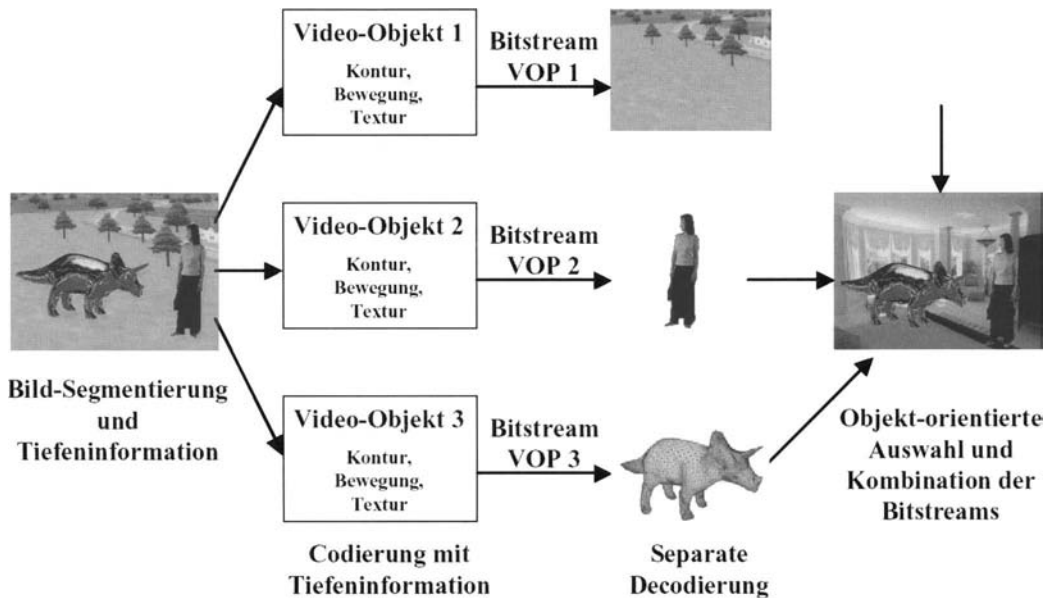 Video-Objekt 1
Kontur,
Bewegung,
Textur
Bitstream
VOP 1
Video-Objekt 2
Kontur,
Bewegung,
Textur
Bitstream
VOP 2
Video-Objekt 3
Kontur,
Bewegung,
Textur
Bitstream
VOP 3
Bild-Segmentierung
und
Tiefeninformation
Codierung mit
Tiefeninformation
Separate
Decodierung
Objekt-orientierte
Auswahl und
Kombination der
Bitstreams